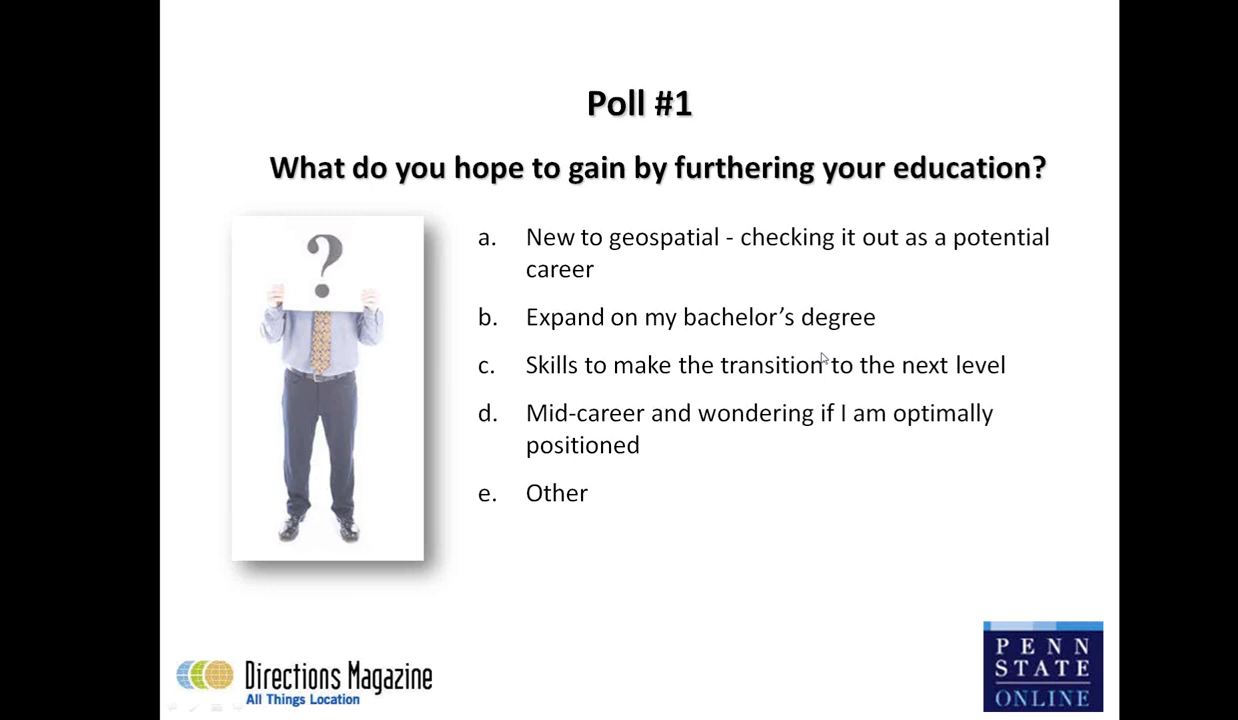 Poll #1
What do you hope to gain by furthering your education?
?
a. New to geospatial - checking it out as a potential
career
b. Expand on my bachelor’s degree
c. Skills to make the transition to the next level
d. Mid-career and wondering if I am optimally
positioned
e. Other
Directions Magazine
All Things Location
PENN
STATE
ONLINE